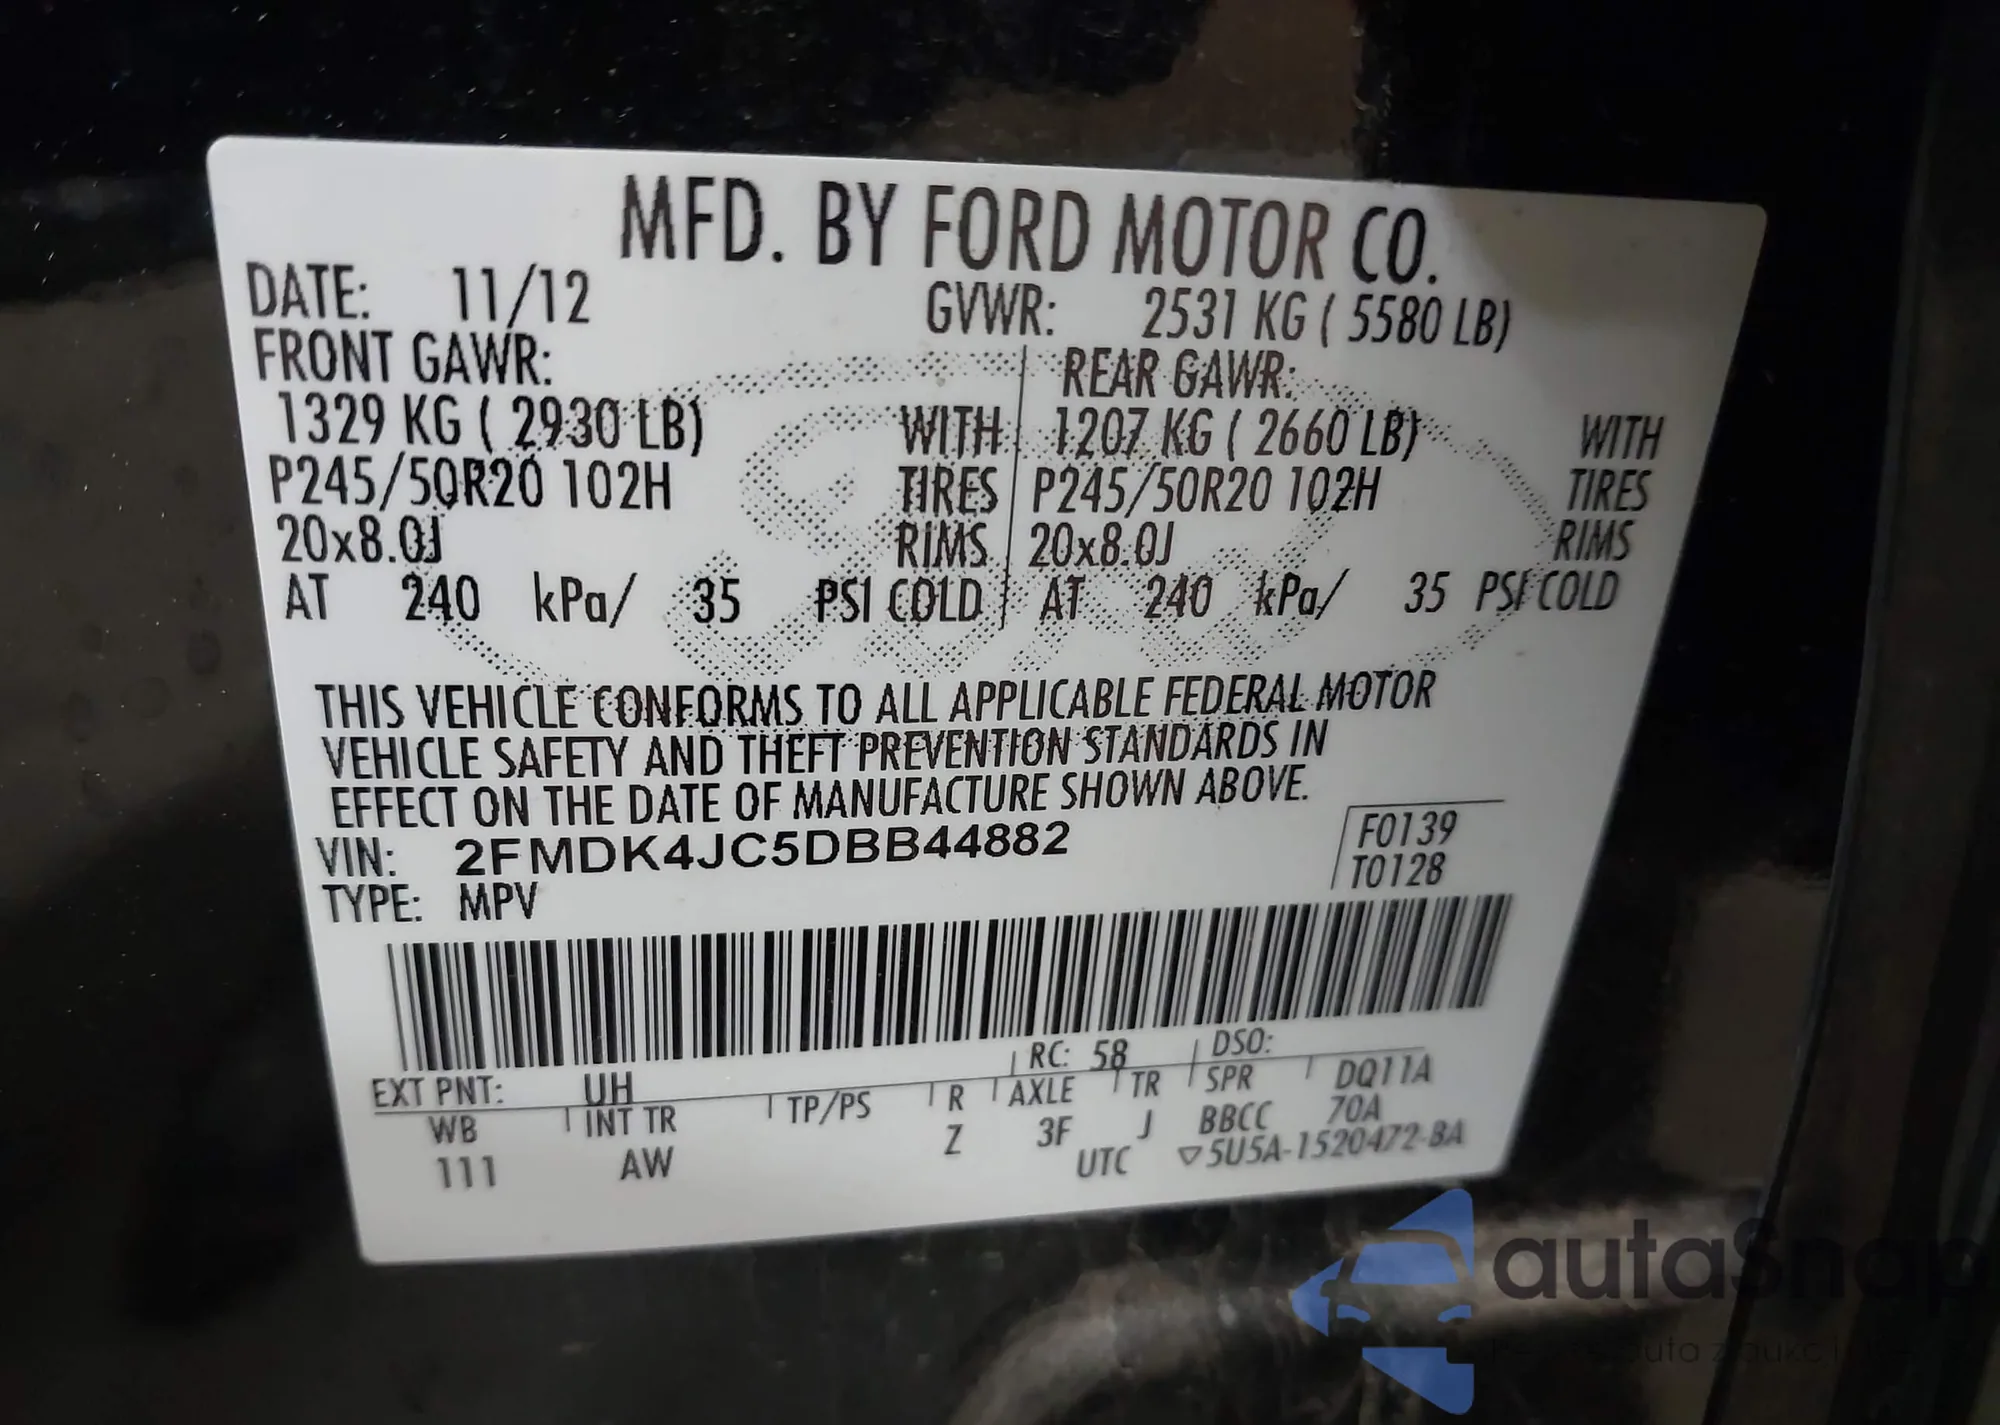 MFD. BY FORD MOTOR CO.
DATE: 11/12 GVWR: 2531 KG ( 5580 LB)
FRONT GAWR: REAR GAWR:
1329 KG ( 2930 LB) WITH 1207 KG ( 2660 LB) WITH
P245/50R20 102H TIRES P245/50R20 102H TIRES
20x8.0J RIMS 20x8.0J RIMS
AT 240 kPa/ 35 PSI COLD AT 240 kPa/ 35 PSI COLD
THIS VEHICLE CONFORMS TO ALL APPLICABLE FEDERAL MOTOR
VEHICLE SAFETY AND THEFT PREVENTION STANDARDS IN
EFFECT ON THE DATE OF MANUFACTURE SHOWN ABOVE.
VIN: 2FMDK4JC5DBB44882 F0139
TYPE: MPV T0128
EXT PNT: UH RC: 58 DSO:
WB INT TR TP/PS R AXLE TR SPR DQ11A
111 AW Z 3F J BBCC 70A
UTC ▽5U5A-1520472-BA
autaSnap